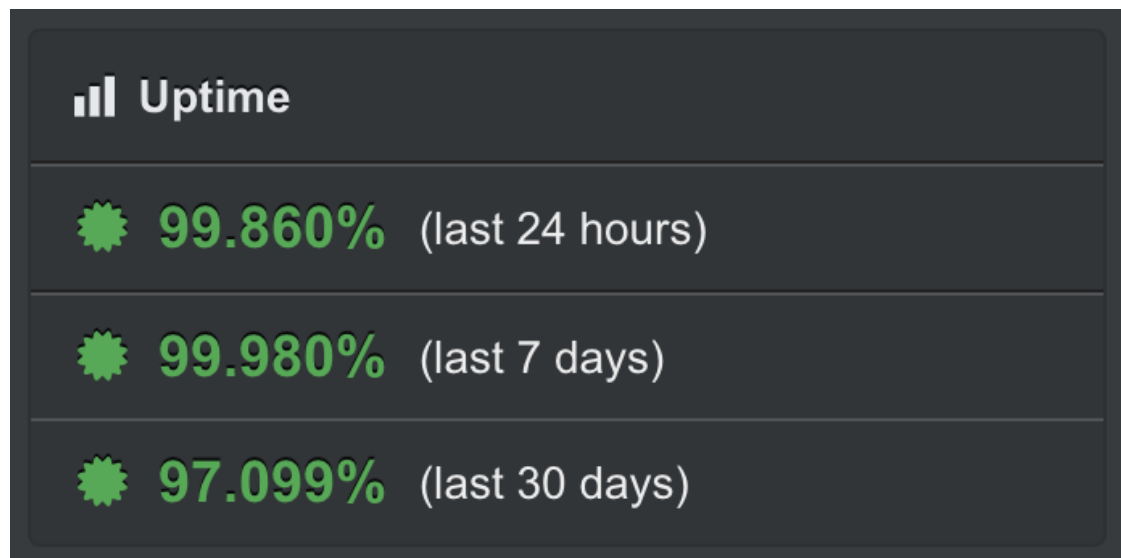 Uptime
99.860% (last 24 hours)
99.980% (last 7 days)
97.099% (last 30 days)